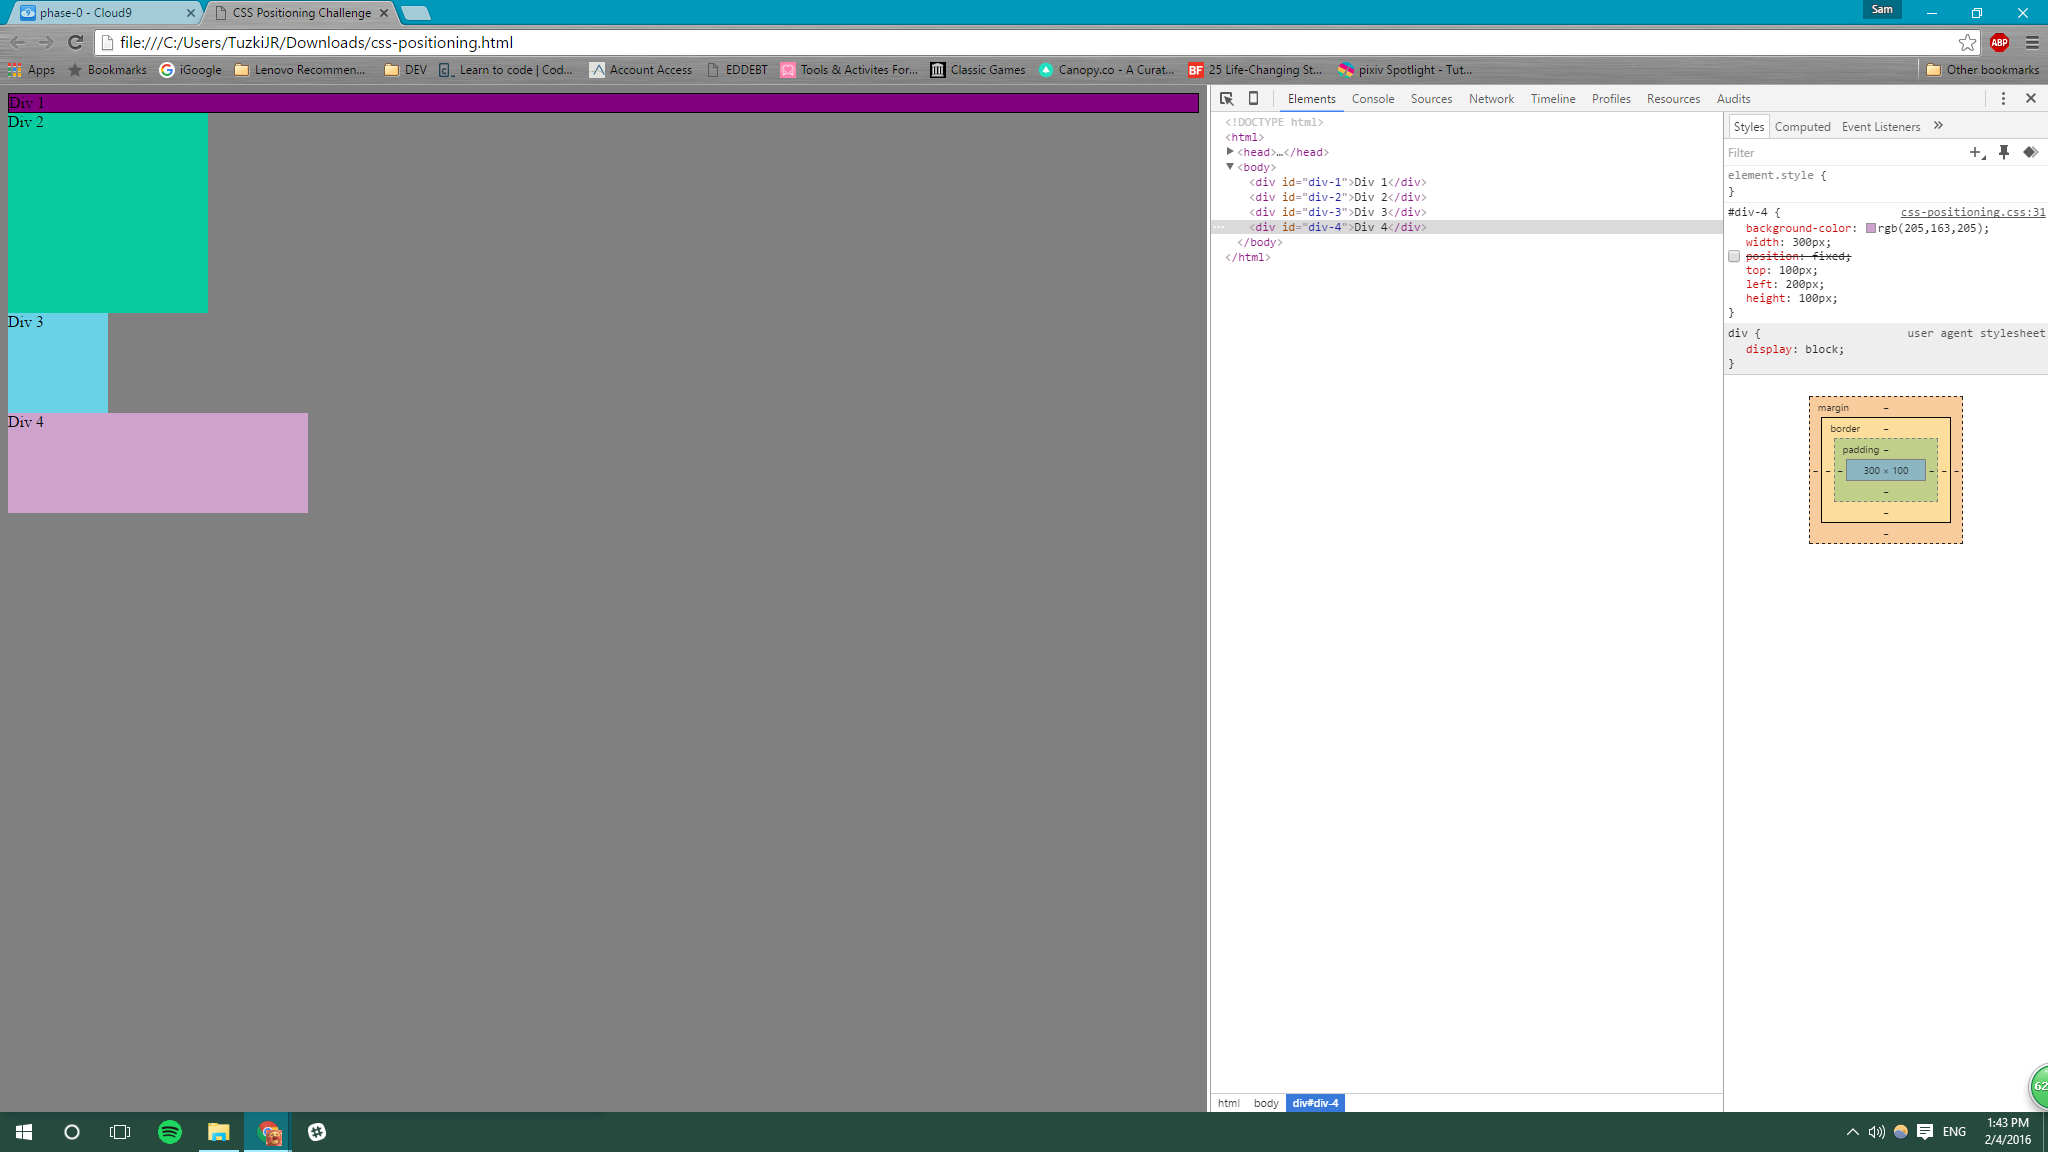 phase-0 - Cloud9
CSS Positioning Challenge
Sam
file:///C:/Users/TuzkiJR/Downloads/css-positioning.html
ABP
Apps
Bookmarks
iGoogle
Lenovo Recommen...
DEV
Learn to code | Cod...
Account Access
EDDEBT
Tools & Activites For...
Classic Games
Canopy.co - A Curat...
BF
25 Life-Changing St...
pixiv Spotlight - Tut...
Other bookmarks
Div 1
Div 2
Div 3
Div 4
Elements Console Sources Network Timeline Profiles Resources Audits
<!DOCTYPE html>
<html>
<head>…</head>
<body>
<div id="div-1">Div 1</div>
<div id="div-2">Div 2</div>
<div id="div-3">Div 3</div>
<div id="div-4">Div 4</div>
</body>
</html>
html body div#div-4
Styles Computed Event Listeners »
Filter
element.style {
}
#div-4 { css-positioning.css:31
background-color: rgb(205,163,205);
width: 300px;
position: fixed;
top: 100px;
left: 200px;
height: 100px;
}
div { user agent stylesheet
display: block;
}
margin –
border –
padding –
– – – 300 × 100 – – –
–
–
–
62
ENG
1:43 PM
2/4/2016